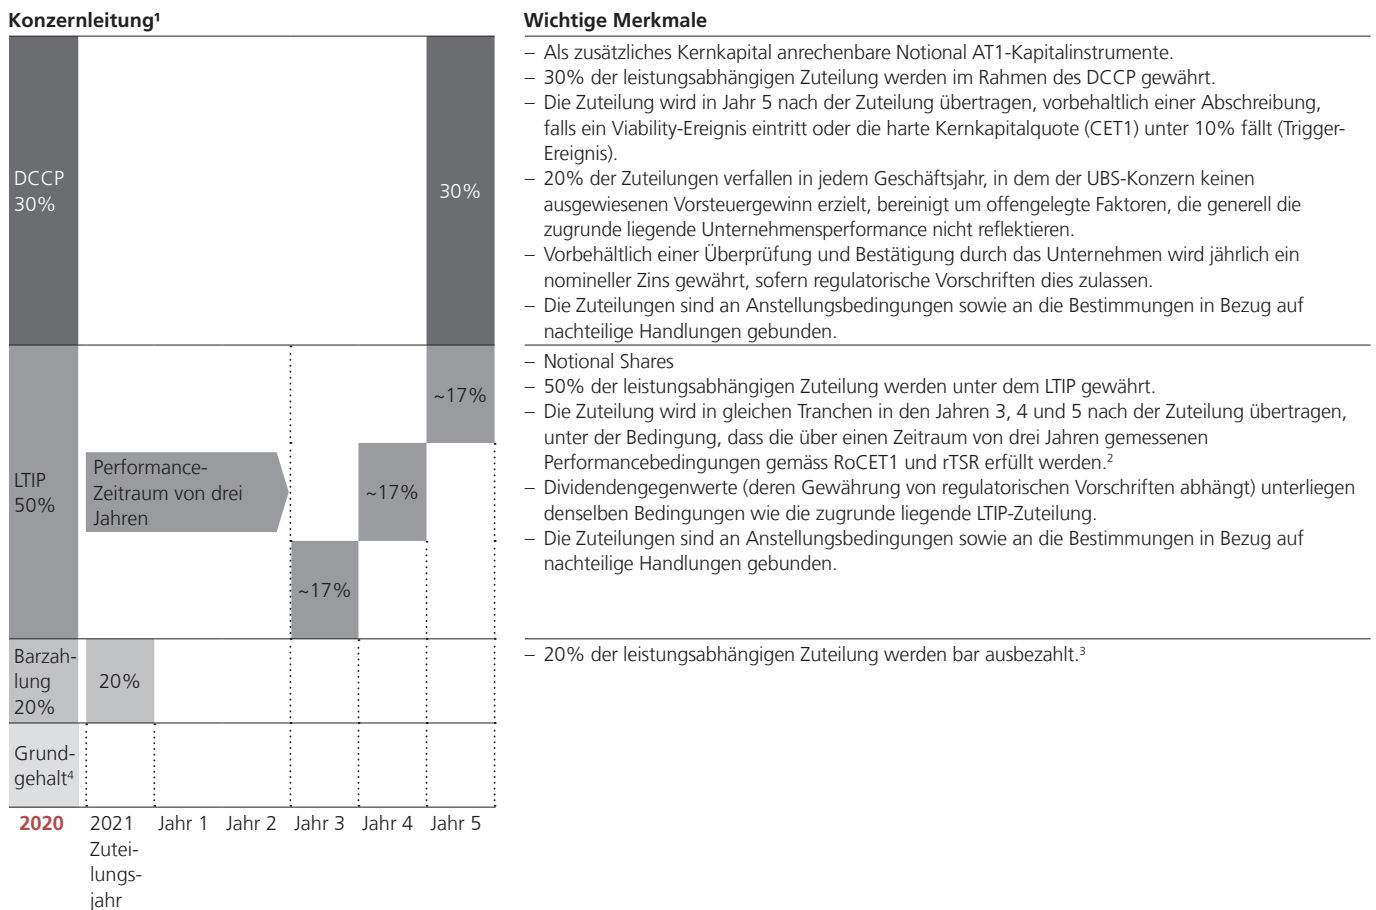 Konzernleitung¹
DCCP
30%
30%
LTIP
50%
Performance-
Zeitraum von drei
Jahren
~17%
~17%
~17%
Barzah-
lung
20%
20%
Grund-
gehalt⁴
2020
2021
Zutei-
lungs-
jahr
Jahr 1
Jahr 2
Jahr 3
Jahr 4
Jahr 5
Wichtige Merkmale
– Als zusätzliches Kernkapital anrechenbare Notional AT1-Kapitalinstrumente.
– 30% der leistungsabhängigen Zuteilung werden im Rahmen des DCCP gewährt.
– Die Zuteilung wird in Jahr 5 nach der Zuteilung übertragen, vorbehaltlich einer Abschreibung,
falls ein Viability-Ereignis eintritt oder die harte Kernkapitalquote (CET1) unter 10% fällt (Trigger-
Ereignis).
– 20% der Zuteilungen verfallen in jedem Geschäftsjahr, in dem der UBS-Konzern keinen
ausgewiesenen Vorsteuergewinn erzielt, bereinigt um offengelegte Faktoren, die generell die
zugrunde liegende Unternehmensperformance nicht reflektieren.
– Vorbehältlich einer Überprüfung und Bestätigung durch das Unternehmen wird jährlich ein
nomineller Zins gewährt, sofern regulatorische Vorschriften dies zulassen.
– Die Zuteilungen sind an Anstellungsbedingungen sowie an die Bestimmungen in Bezug auf
nachteilige Handlungen gebunden.
– Notional Shares
– 50% der leistungsabhängigen Zuteilung werden unter dem LTIP gewährt.
– Die Zuteilung wird in gleichen Tranchen in den Jahren 3, 4 und 5 nach der Zuteilung übertragen,
unter der Bedingung, dass die über einen Zeitraum von drei Jahren gemessenen
Performancebedingungen gemäss RoCET1 und rTSR erfüllt werden.²
– Dividendengegenwerte (deren Gewährung von regulatorischen Vorschriften abhängt) unterliegen
denselben Bedingungen wie die zugrunde liegende LTIP-Zuteilung.
– Die Zuteilungen sind an Anstellungsbedingungen sowie an die Bestimmungen in Bezug auf
nachteilige Handlungen gebunden.
– 20% der leistungsabhängigen Zuteilung werden bar ausbezahlt.³